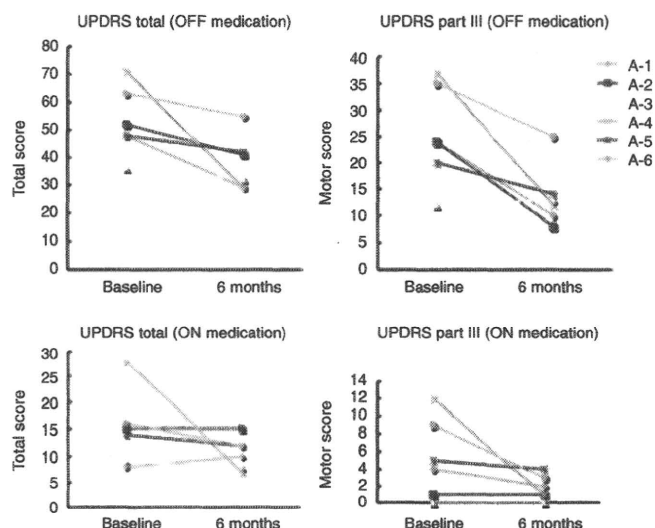 UPDRS total (OFF medication)
80
70
60
50
40
30
20
10
0
Total score
Baseline 6 months
UPDRS part III (OFF medication)
40
35
30
25
20
15
10
5
0
Motor score
Baseline 6 months
A-1
A-2
A-3
A-4
A-5
A-6
UPDRS total (ON medication)
30
25
20
15
10
5
0
Total score
Baseline 6 months
UPDRS part III (ON medication)
14
12
10
8
6
4
2
0
Motor score
Baseline 6 months